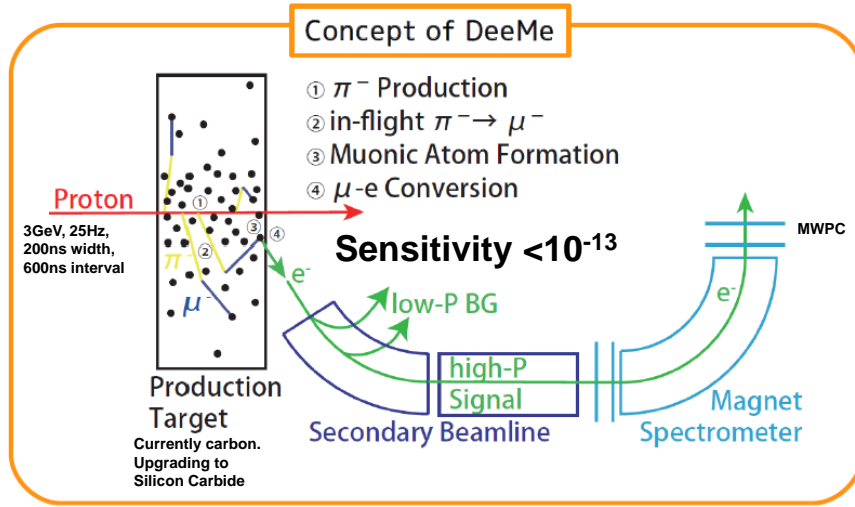 Concept of DeeMe
① π⁻ Production
② in-flight π⁻→ μ⁻
③ Muonic Atom Formation
④ μ-e Conversion
Proton
3GeV, 25Hz,
200ns width,
600ns interval
①
②
③
④
π⁻
μ⁻
Sensitivity <10⁻¹³
MWPC
e⁻
e⁻
low-P BG
high-P
Signal
Production
Target
Currently carbon.
Upgrading to
Silicon Carbide
Secondary Beamline
Magnet
Spectrometer